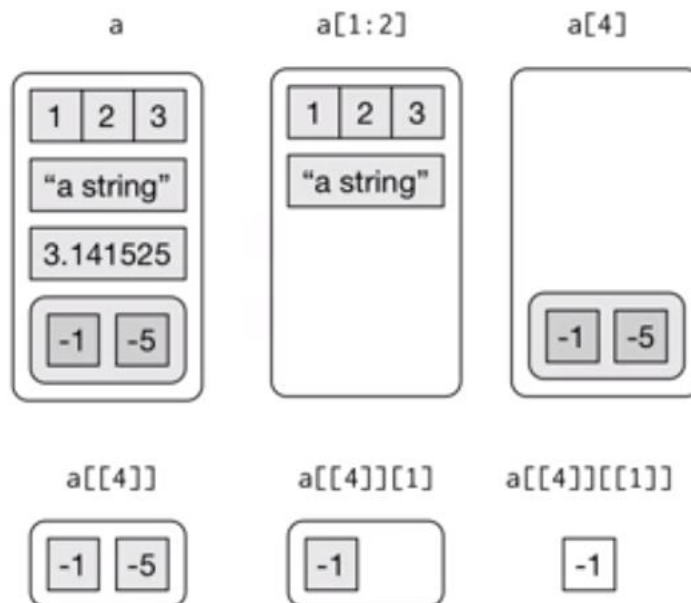 a a[1:2] a[4]
1 2 3 1 2 3
“a string” “a string”
3.141525
-1 -5 -1 -5
a[[4]] a[[4]][1] a[[4]][[1]]
-1 -5 -1 -1